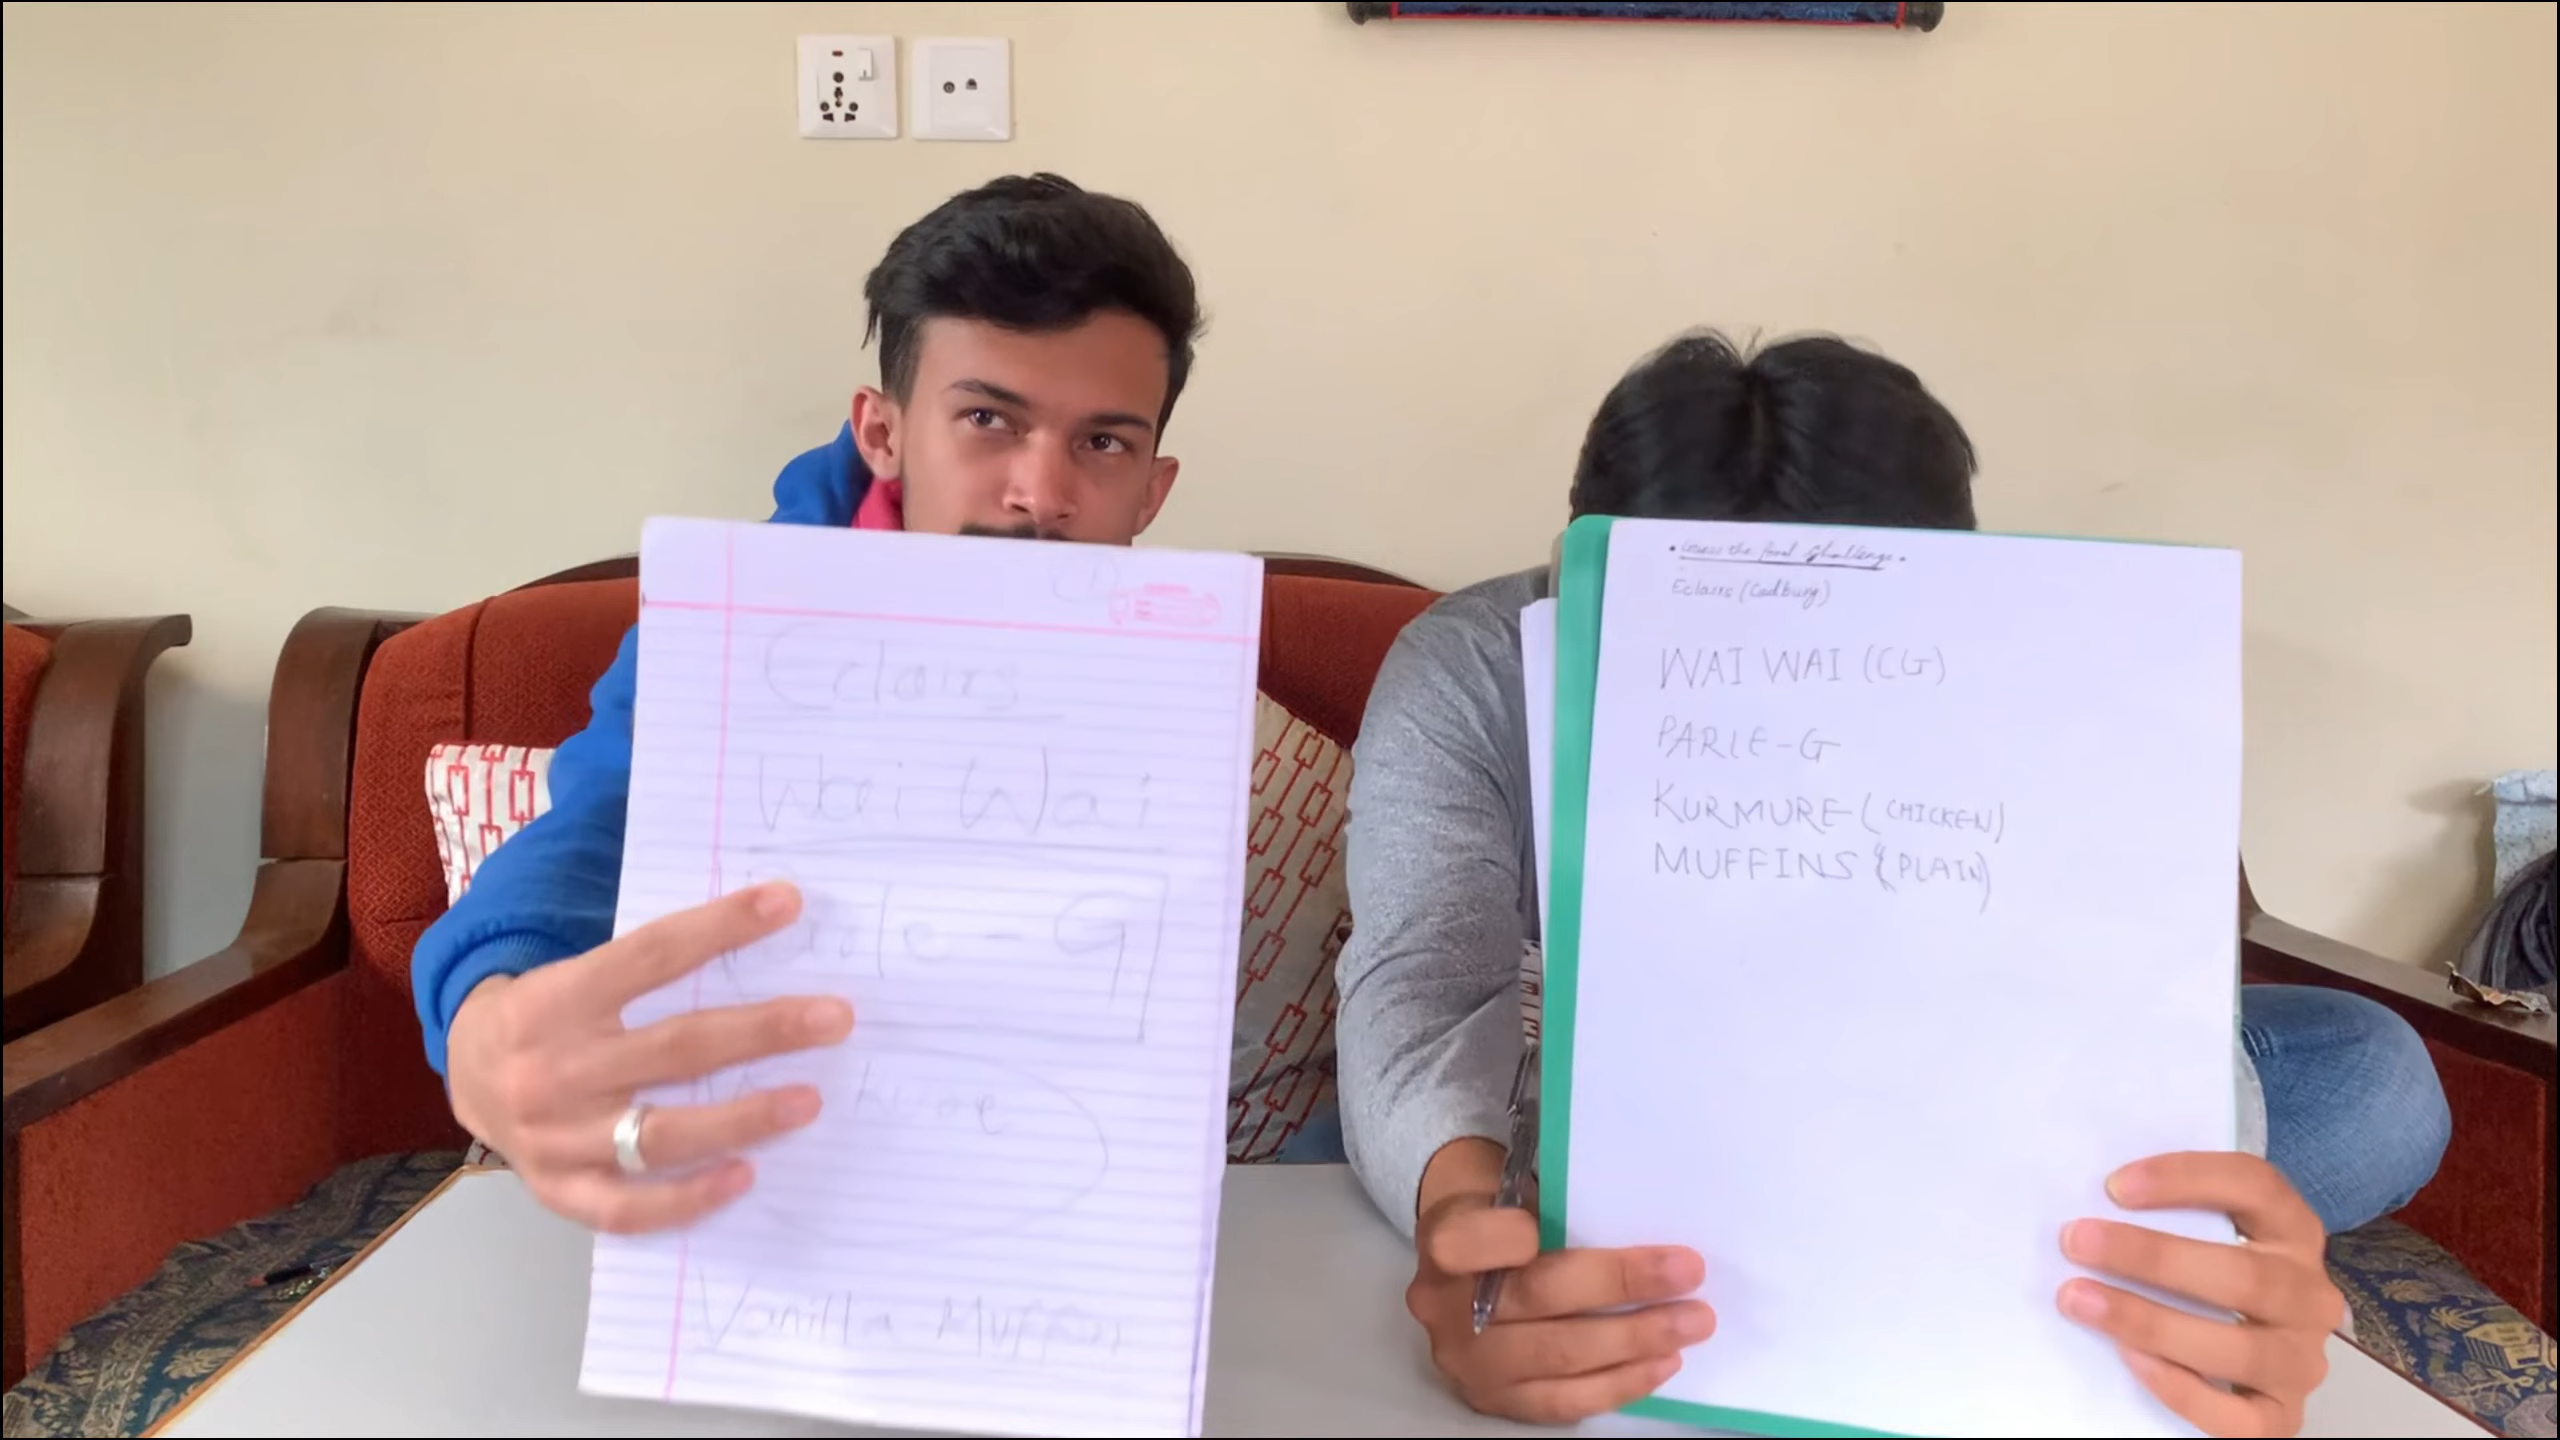 Eclairs
Wai Wai
Parle-G
Vanilla Muffin
Guess the food Challenge
Eclairs (Cadbury)
WAI WAI (CG)
PARLE-G
KURMURE (CHICKEN)
MUFFINS (PLAIN)